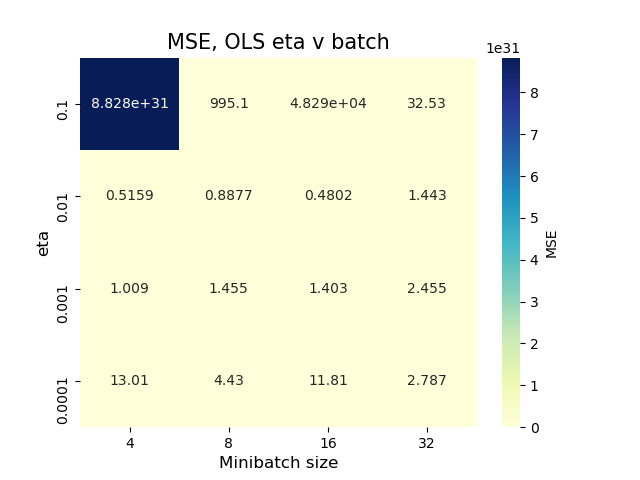 MSE, OLS eta v batch
1e31
0.1 8.828e+31 995.1 4.829e+04 32.53
0.01 0.5159 0.8877 0.4802 1.443
0.001 1.009 1.455 1.403 2.455
0.0001 13.01 4.43 11.81 2.787
eta
4 8 16 32
Minibatch size
8
7
6
5
4
3
2
1
0
MSE